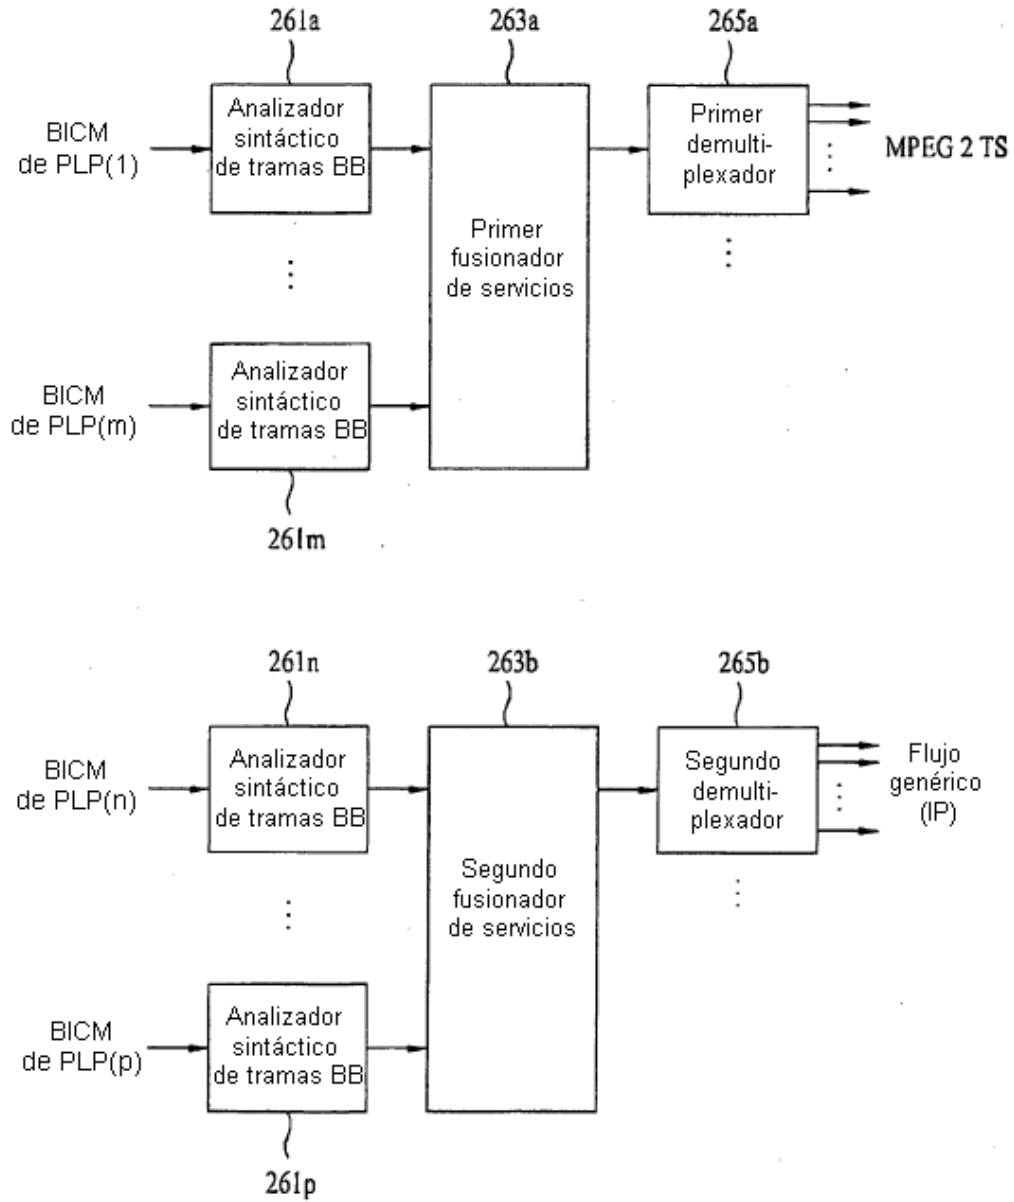 261a
263a
265a
BICM
de PLP(1)
Analizador
sintáctico
de tramas BB
Primer
fusionador
de servicios
Primer
demulti-
plexador
MPEG 2 TS
BICM
de PLP(m)
Analizador
sintáctico
de tramas BB
261m
261n
263b
265b
BICM
de PLP(n)
Analizador
sintáctico
de tramas BB
Segundo
fusionador
de servicios
Segundo
demulti-
plexador
Flujo
genérico
(IP)
BICM
de PLP(p)
Analizador
sintáctico
de tramas BB
261p